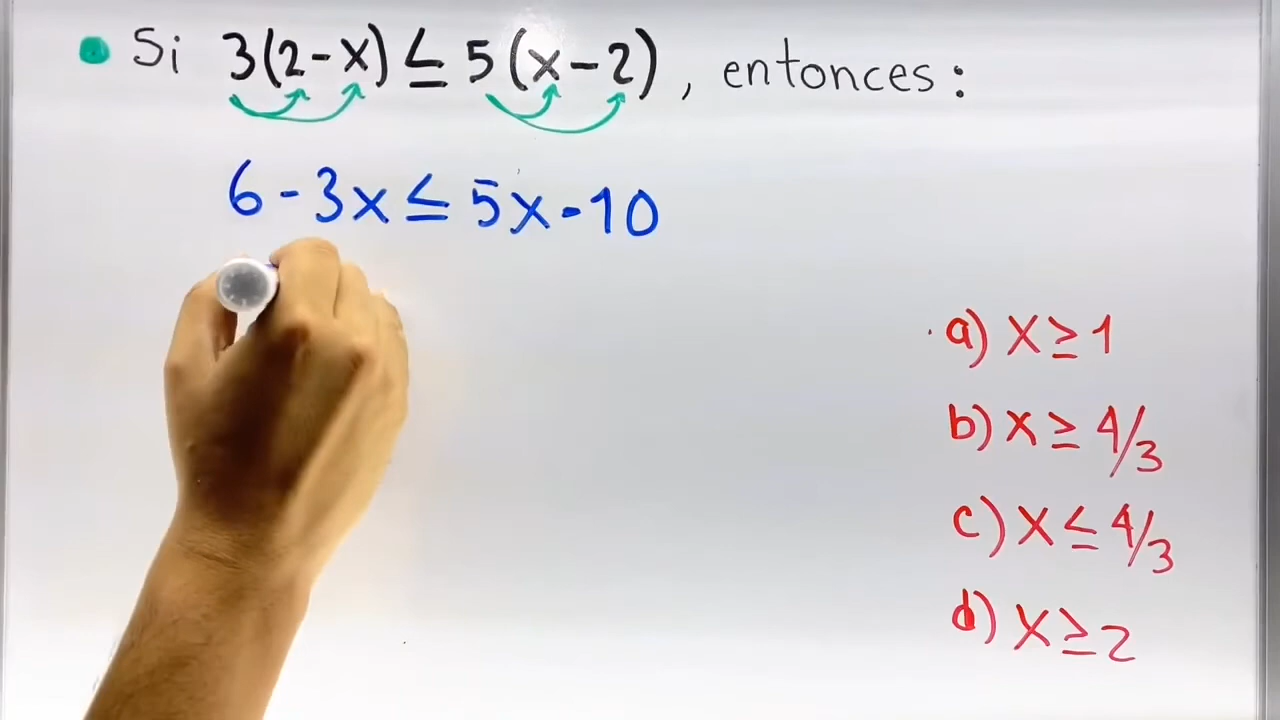 Si 3(2-x) ≤ 5(x-2), entonces:
6-3x ≤ 5x-10
a) x ≥ 1
b) x ≥ 4/3
c) x ≤ 4/3
d) x ≥ 2